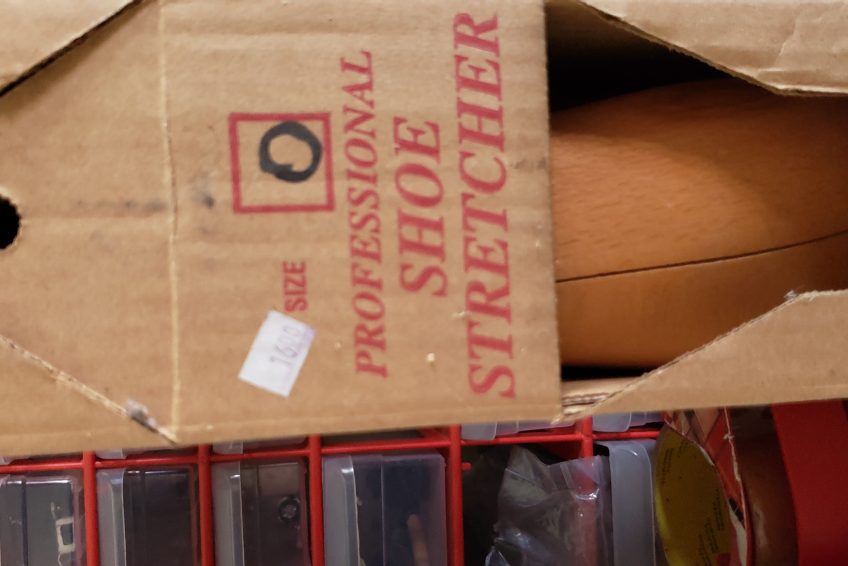 PROFESSIONAL
SHOE
STRETCHER
SIZE O